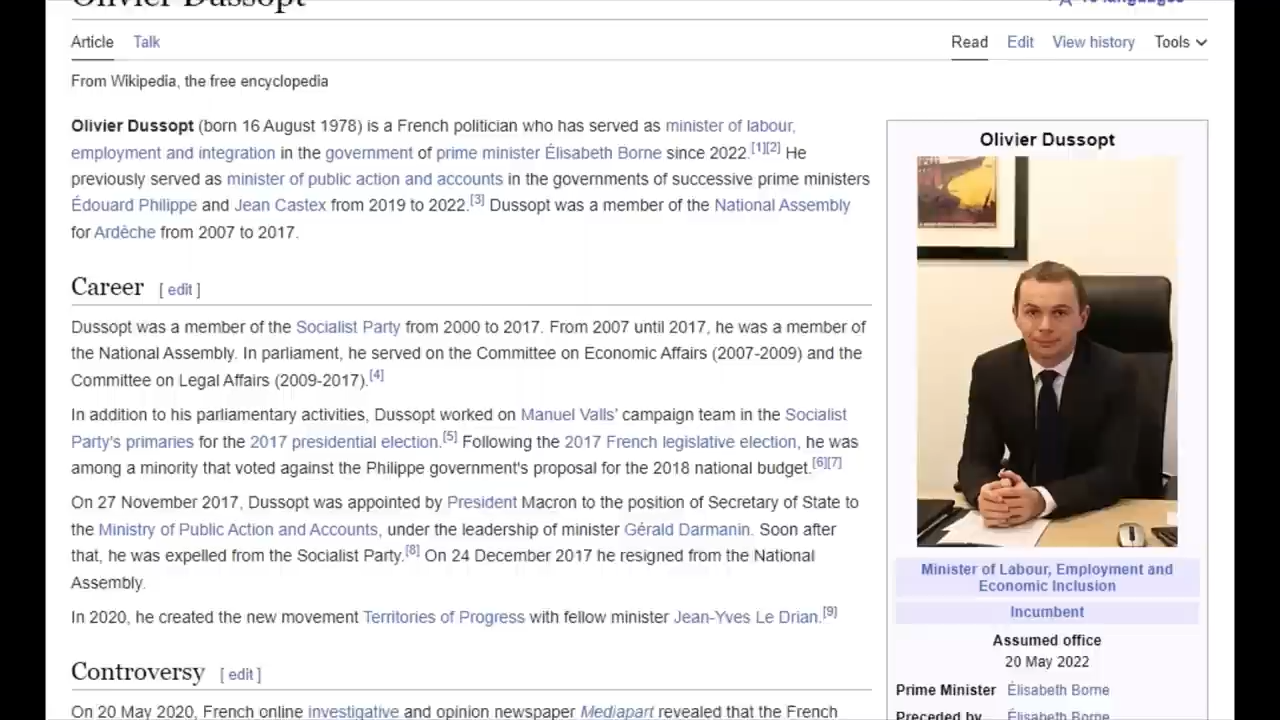 Olivier Dussopt
languages
Article Talk Read Edit View history Tools
From Wikipedia, the free encyclopedia
Olivier Dussopt (born 16 August 1978) is a French politician who has served as minister of labour,
employment and integration in the government of prime minister Élisabeth Borne since 2022.[1][2] He
previously served as minister of public action and accounts in the governments of successive prime ministers
Édouard Philippe and Jean Castex from 2019 to 2022.[3] Dussopt was a member of the National Assembly
for Ardèche from 2007 to 2017.
Career [ edit ]
Dussopt was a member of the Socialist Party from 2000 to 2017. From 2007 until 2017, he was a member of
the National Assembly. In parliament, he served on the Committee on Economic Affairs (2007-2009) and the
Committee on Legal Affairs (2009-2017).[4]
In addition to his parliamentary activities, Dussopt worked on Manuel Valls' campaign team in the Socialist
Party's primaries for the 2017 presidential election.[5] Following the 2017 French legislative election, he was
among a minority that voted against the Philippe government's proposal for the 2018 national budget.[6][7]
On 27 November 2017, Dussopt was appointed by President Macron to the position of Secretary of State to
the Ministry of Public Action and Accounts, under the leadership of minister Gérald Darmanin. Soon after
that, he was expelled from the Socialist Party.[8] On 24 December 2017 he resigned from the National
Assembly.
In 2020, he created the new movement Territories of Progress with fellow minister Jean-Yves Le Drian.[9]
Controversy [ edit ]
On 20 May 2020, French online investigative and opinion newspaper Mediapart revealed that the French
Olivier Dussopt
Minister of Labour, Employment and
Economic Inclusion
Incumbent
Assumed office
20 May 2022
Prime Minister Élisabeth Borne
Preceded by Élisabeth Borne